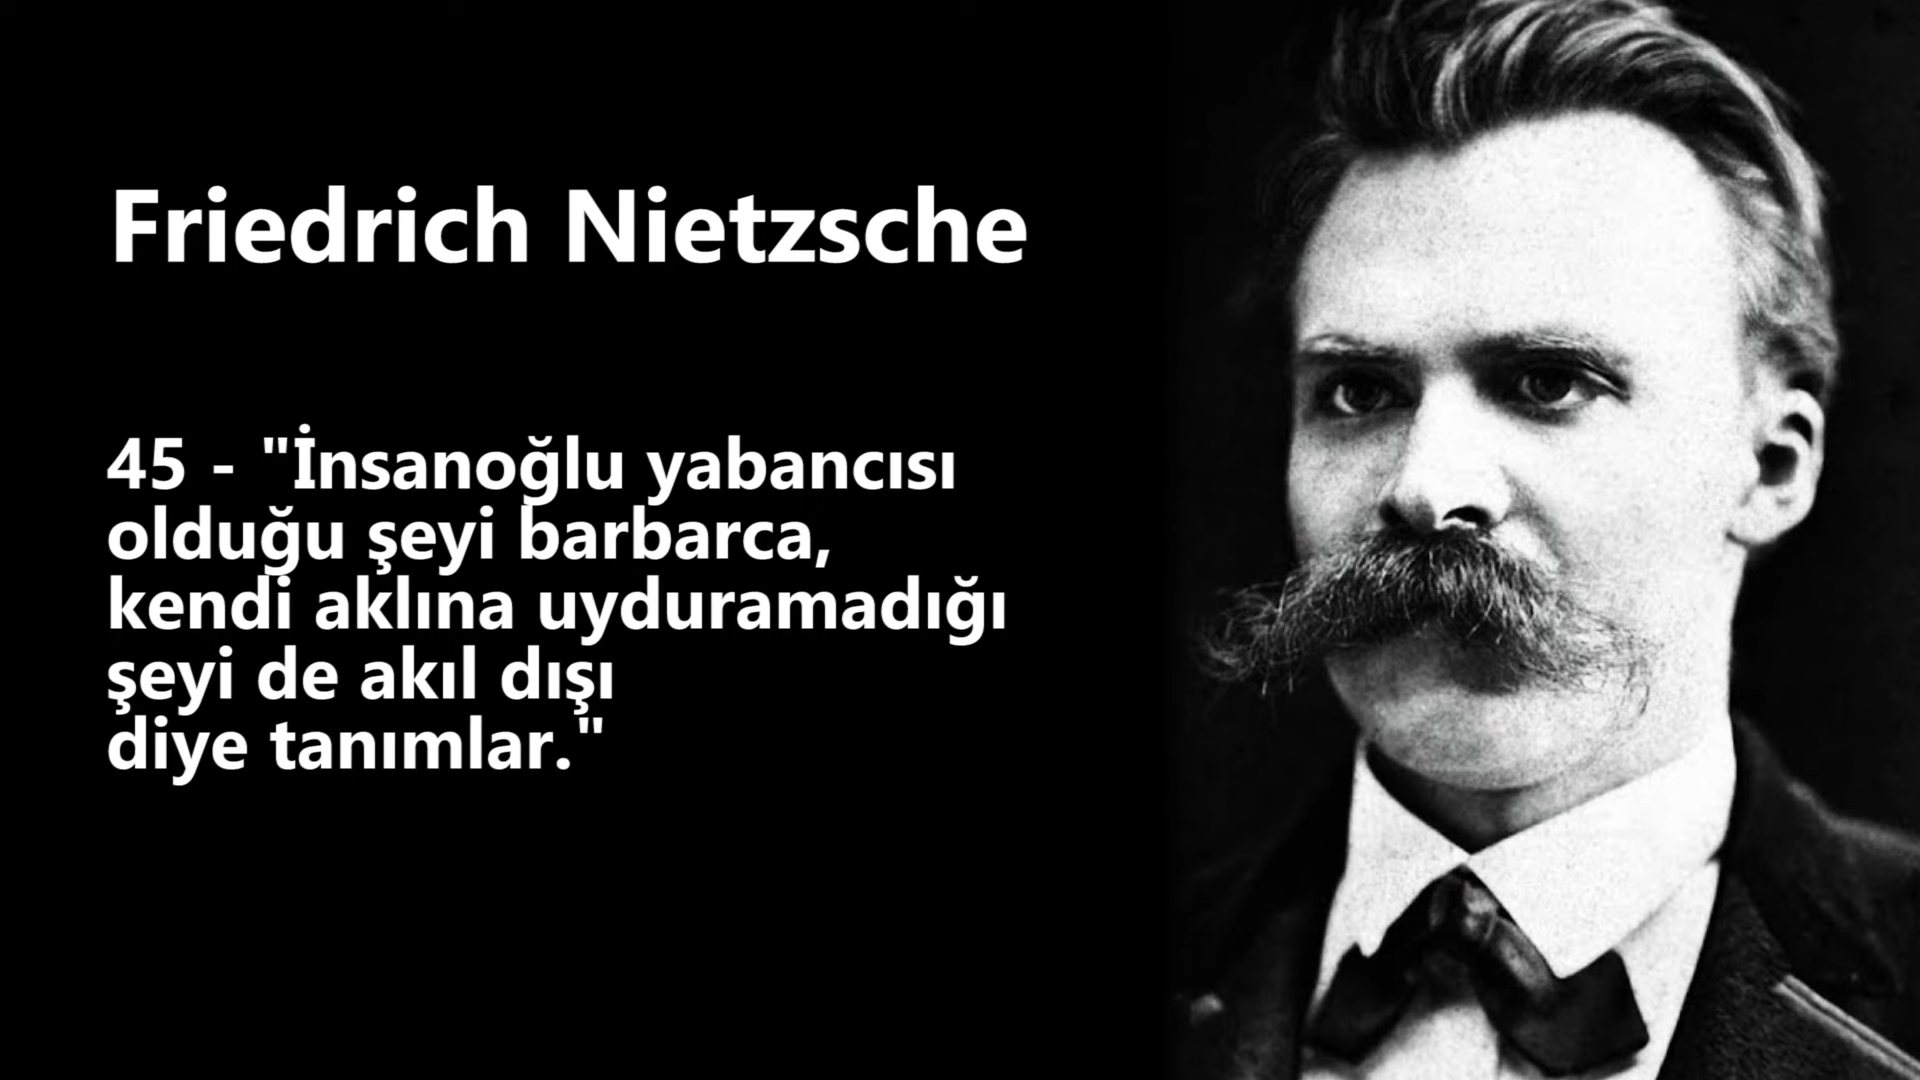 Friedrich Nietzsche
45 - "İnsanoğlu yabancısı
olduğu şeyi barbarca,
kendi aklına uyduramadığı
şeyi de akıl dışı
diye tanımlar."